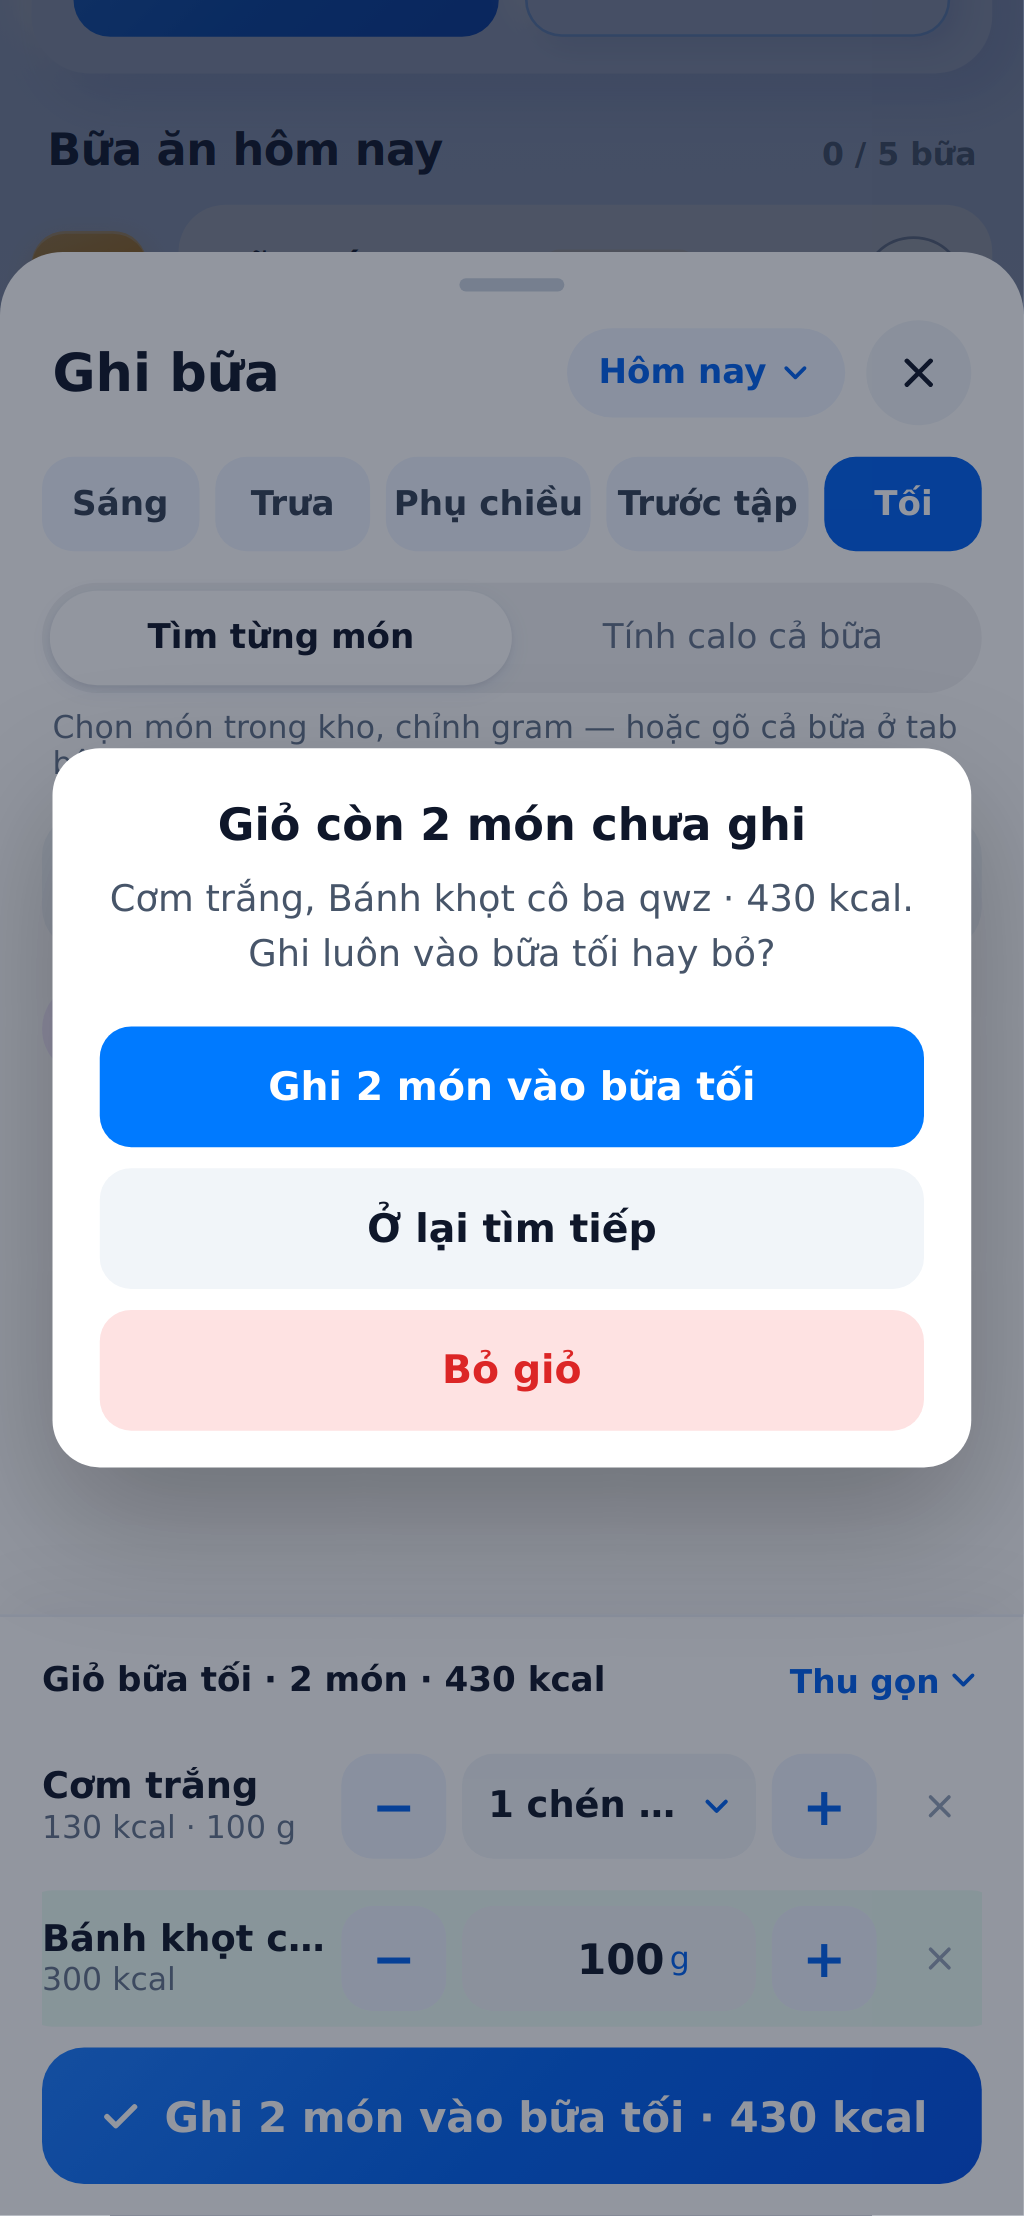 Bữa ăn hôm nay
0 / 5 bữa
Ghi bữa
Hôm nay
Sáng
Trưa
Phụ chiều
Trước tập
Tối
Tìm từng món
Tính calo cả bữa
Chọn món trong kho, chỉnh gram — hoặc gõ cả bữa ở tab
Giỏ còn 2 món chưa ghi
Cơm trắng, Bánh khọt cô ba qwz · 430 kcal.
Ghi luôn vào bữa tối hay bỏ?
Ghi 2 món vào bữa tối
Ở lại tìm tiếp
Bỏ giỏ
Giỏ bữa tối · 2 món · 430 kcal
Thu gọn
Cơm trắng
130 kcal · 100 g
1 chén ...
Bánh khọt c...
300 kcal
100 g
Ghi 2 món vào bữa tối · 430 kcal